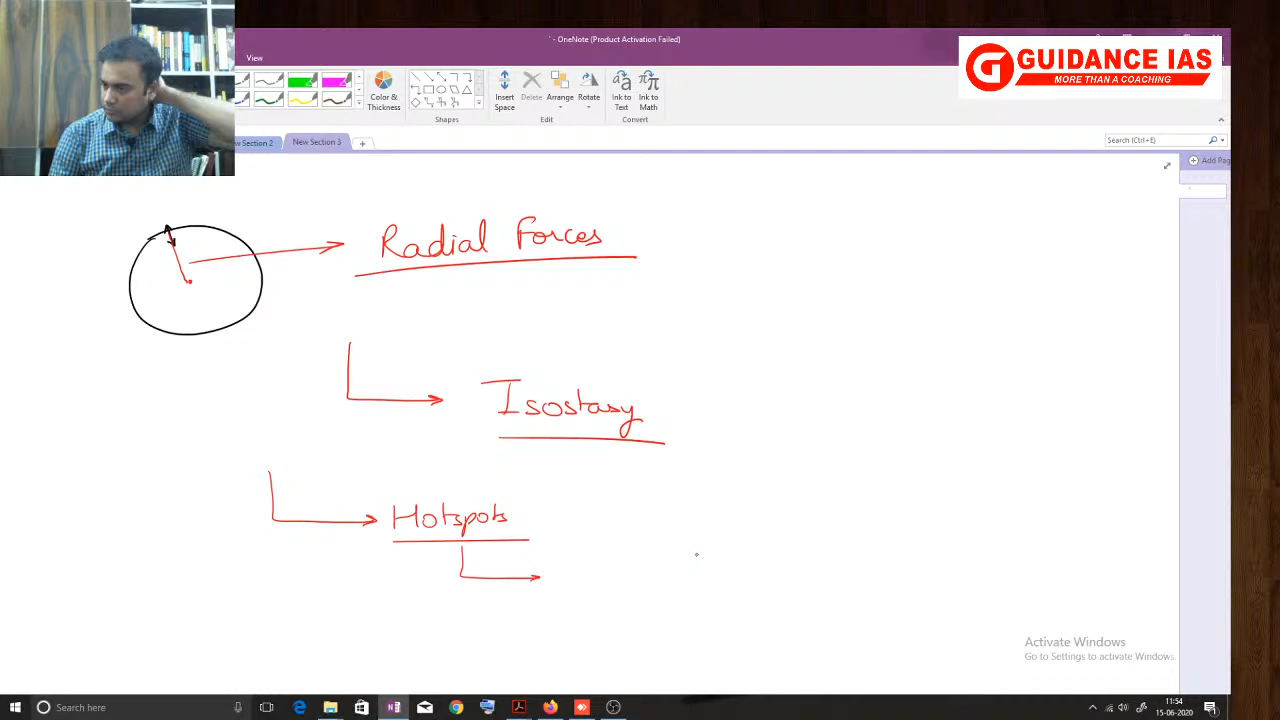 ' - OneNote (Product Activation Failed)
View
GUIDANCE IAS
MORE THAN A COACHING
Color & Thickness
Insert Space
Delete
Arrange
Rotate
Ink to Text
Ink to Math
Shapes
Edit
Convert
Section 2
New Section 3
Search (Ctrl+E)
Add Pag
Radial Forces
Isostasy
Hotspots
Activate Windows
Go to Settings to activate Windows.
Search here
11:54
15-06-2020